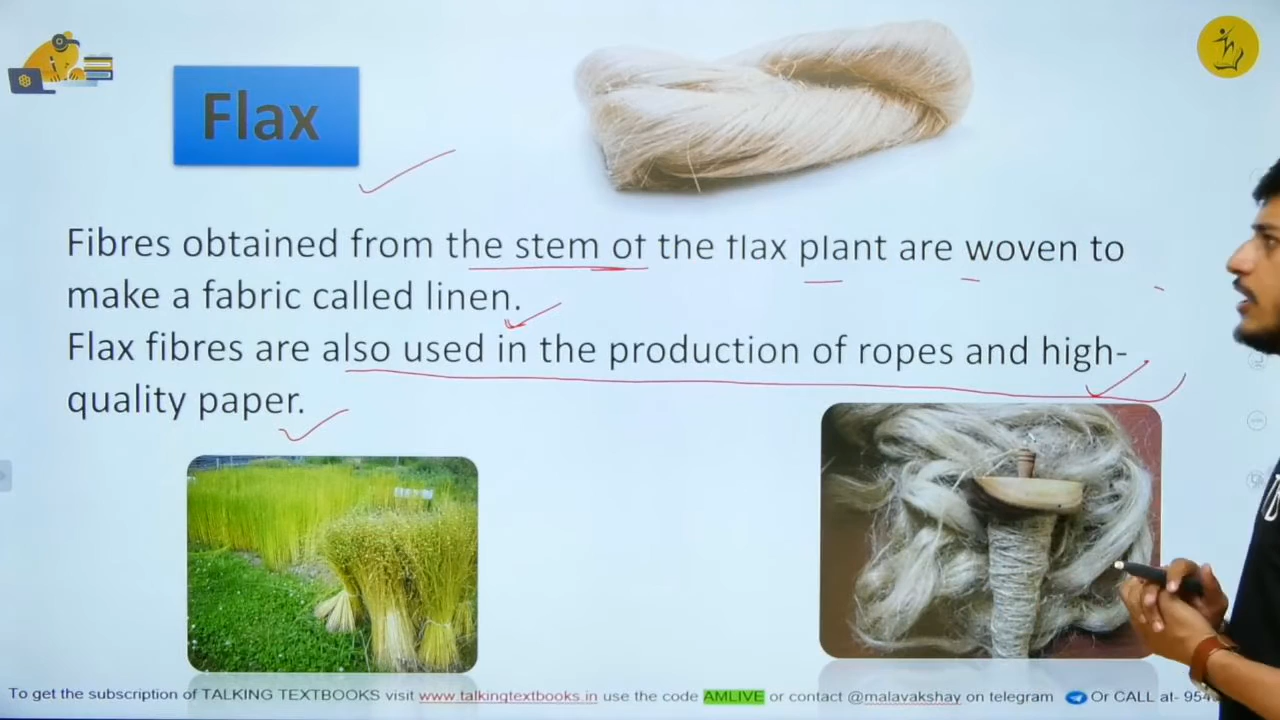 Flax
Fibres obtained from the stem of the flax plant are woven to
make a fabric called linen.
Flax fibres are also used in the production of ropes and high-
quality paper.
To get the subscription of TALKING TEXTBOOKS visit www.talkingtextbooks.in use the code AMLIVE or contact @malavakshay on telegram Or CALL at-